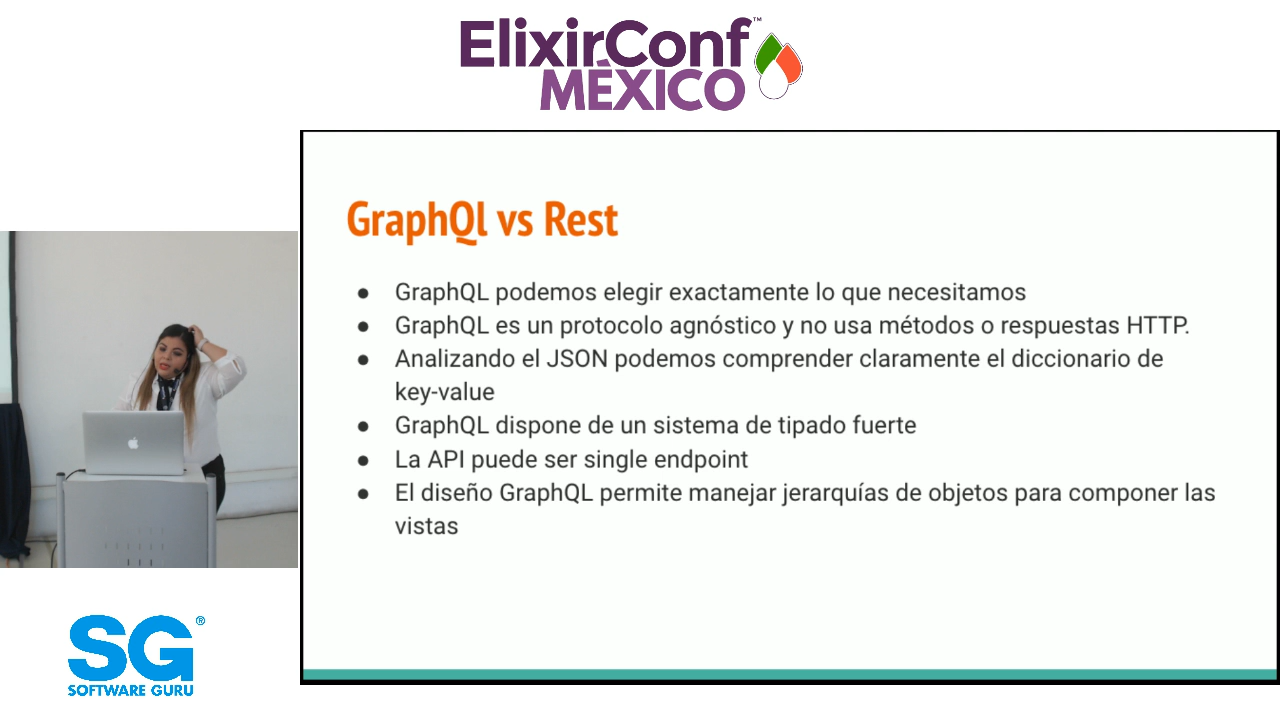 ElixirConf™
MÉXICO
GraphQl vs Rest
● GraphQL podemos elegir exactamente lo que necesitamos
● GraphQL es un protocolo agnóstico y no usa métodos o respuestas HTTP.
● Analizando el JSON podemos comprender claramente el diccionario de
key-value
● GraphQL dispone de un sistema de tipado fuerte
● La API puede ser single endpoint
● El diseño GraphQL permite manejar jerarquías de objetos para componer las
vistas
SG®
SOFTWARE GURU